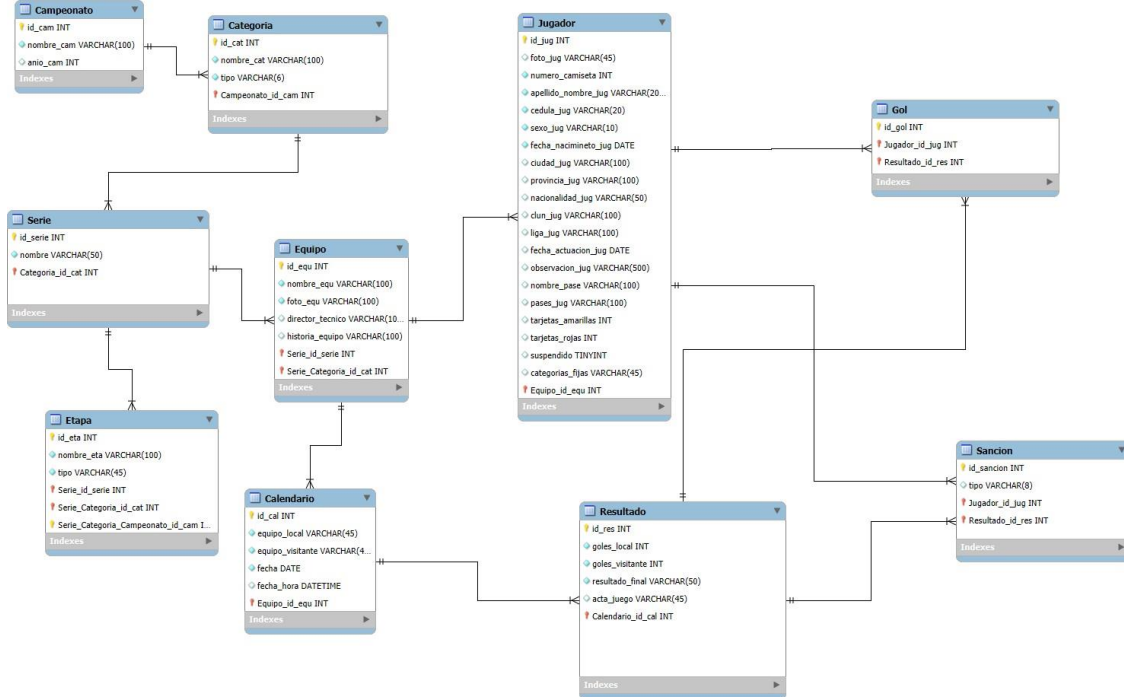 Campeonato
id_cam INT
nombre_cam VARCHAR(100)
anio_cam INT
Indexes
Categoria
id_cat INT
nombre_cat VARCHAR(100)
tipo VARCHAR(6)
Campeonato_id_cam INT
Indexes
Jugador
id_jug INT
foto_jug VARCHAR(45)
numero_camiseta INT
apellido_nombre_jug VARCHAR(20...
cedula_jug VARCHAR(20)
sexo_jug VARCHAR(10)
fecha_nacimineto_jug DATE
ciudad_jug VARCHAR(100)
provincia_jug VARCHAR(100)
nacionalidad_jug VARCHAR(50)
clun_jug VARCHAR(100)
liga_jug VARCHAR(100)
fecha_actuacion_jug DATE
observacion_jug VARCHAR(500)
nombre_pase VARCHAR(100)
pases_jug VARCHAR(100)
tarjetas_amarillas INT
tarjetas_rojas INT
suspendido TINYINT
categorias_fijas VARCHAR(45)
Equipo_id_equ INT
Indexes
Gol
id_gol INT
Jugador_id_jug INT
Resultado_id_res INT
Indexes
Serie
id_serie INT
nombre VARCHAR(50)
Categoria_id_cat INT
Indexes
Equipo
id_equ INT
nombre_equ VARCHAR(100)
foto_equ VARCHAR(100)
director_tecnico VARCHAR(10...
historia_equipo VARCHAR(100)
Serie_id_serie INT
Serie_Categoria_id_cat INT
Indexes
Etapa
id_eta INT
nombre_eta VARCHAR(100)
tipo VARCHAR(45)
Serie_id_serie INT
Serie_Categoria_id_cat INT
Serie_Categoria_Campeonato_id_cam I...
Indexes
Calendario
id_cal INT
equipo_local VARCHAR(45)
equipo_visitante VARCHAR(4...
fecha DATE
fecha_hora DATETIME
Equipo_id_equ INT
Indexes
Resultado
id_res INT
goles_local INT
goles_visitante INT
resultado_final VARCHAR(50)
acta_juego VARCHAR(45)
Calendario_id_cal INT
Indexes
Sancion
id_sancion INT
tipo VARCHAR(8)
Jugador_id_jug INT
Resultado_id_res INT
Indexes